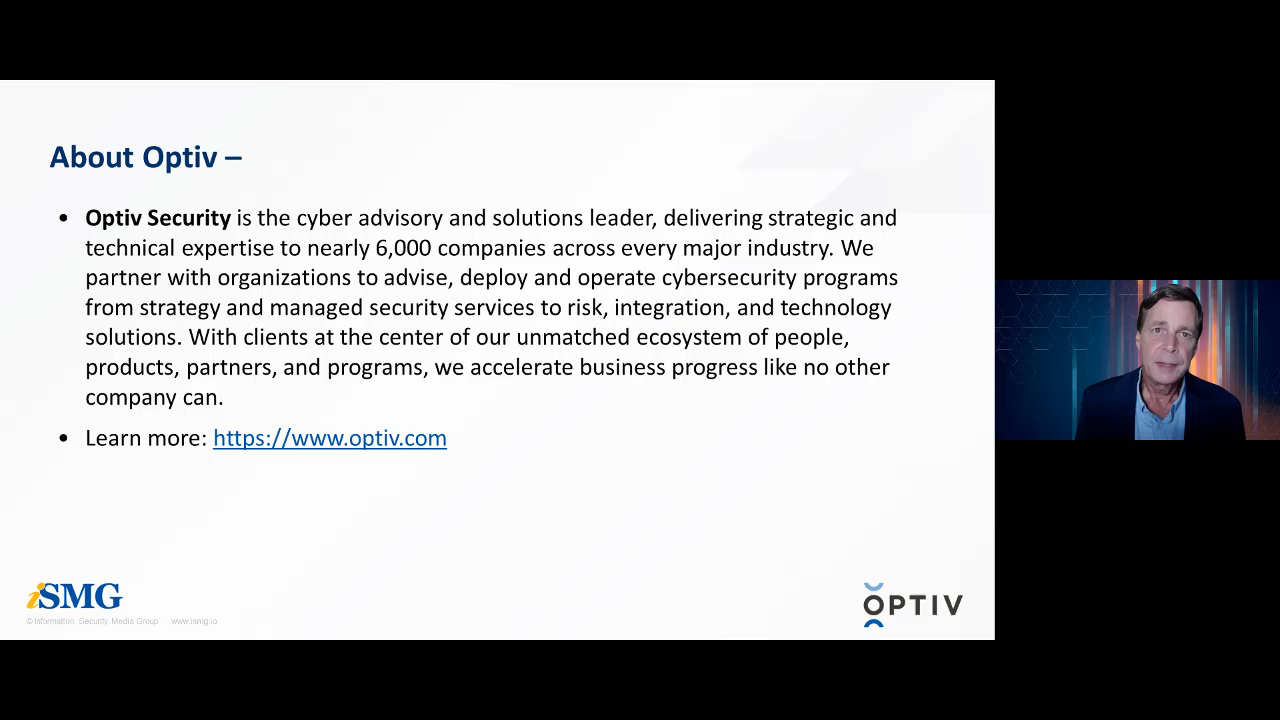 About Optiv –
• Optiv Security is the cyber advisory and solutions leader, delivering strategic and
technical expertise to nearly 6,000 companies across every major industry. We
partner with organizations to advise, deploy and operate cybersecurity programs
from strategy and managed security services to risk, integration, and technology
solutions. With clients at the center of our unmatched ecosystem of people,
products, partners, and programs, we accelerate business progress like no other
company can.
• Learn more: https://www.optiv.com
iSMG
© Information Security Media Group www.ismg.io
OPTIV